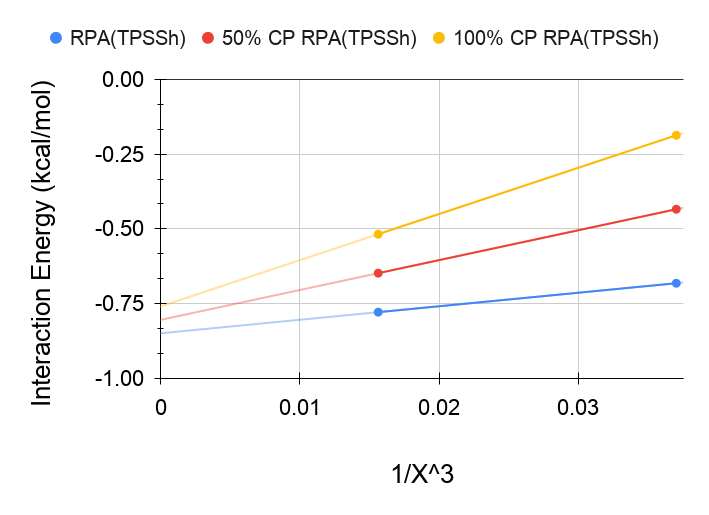 RPA(TPSSh) 50% CP RPA(TPSSh) 100% CP RPA(TPSSh)
Interaction Energy (kcal/mol)
0.00
-0.25
-0.50
-0.75
-1.00
0 0.01 0.02 0.03
1/X^3